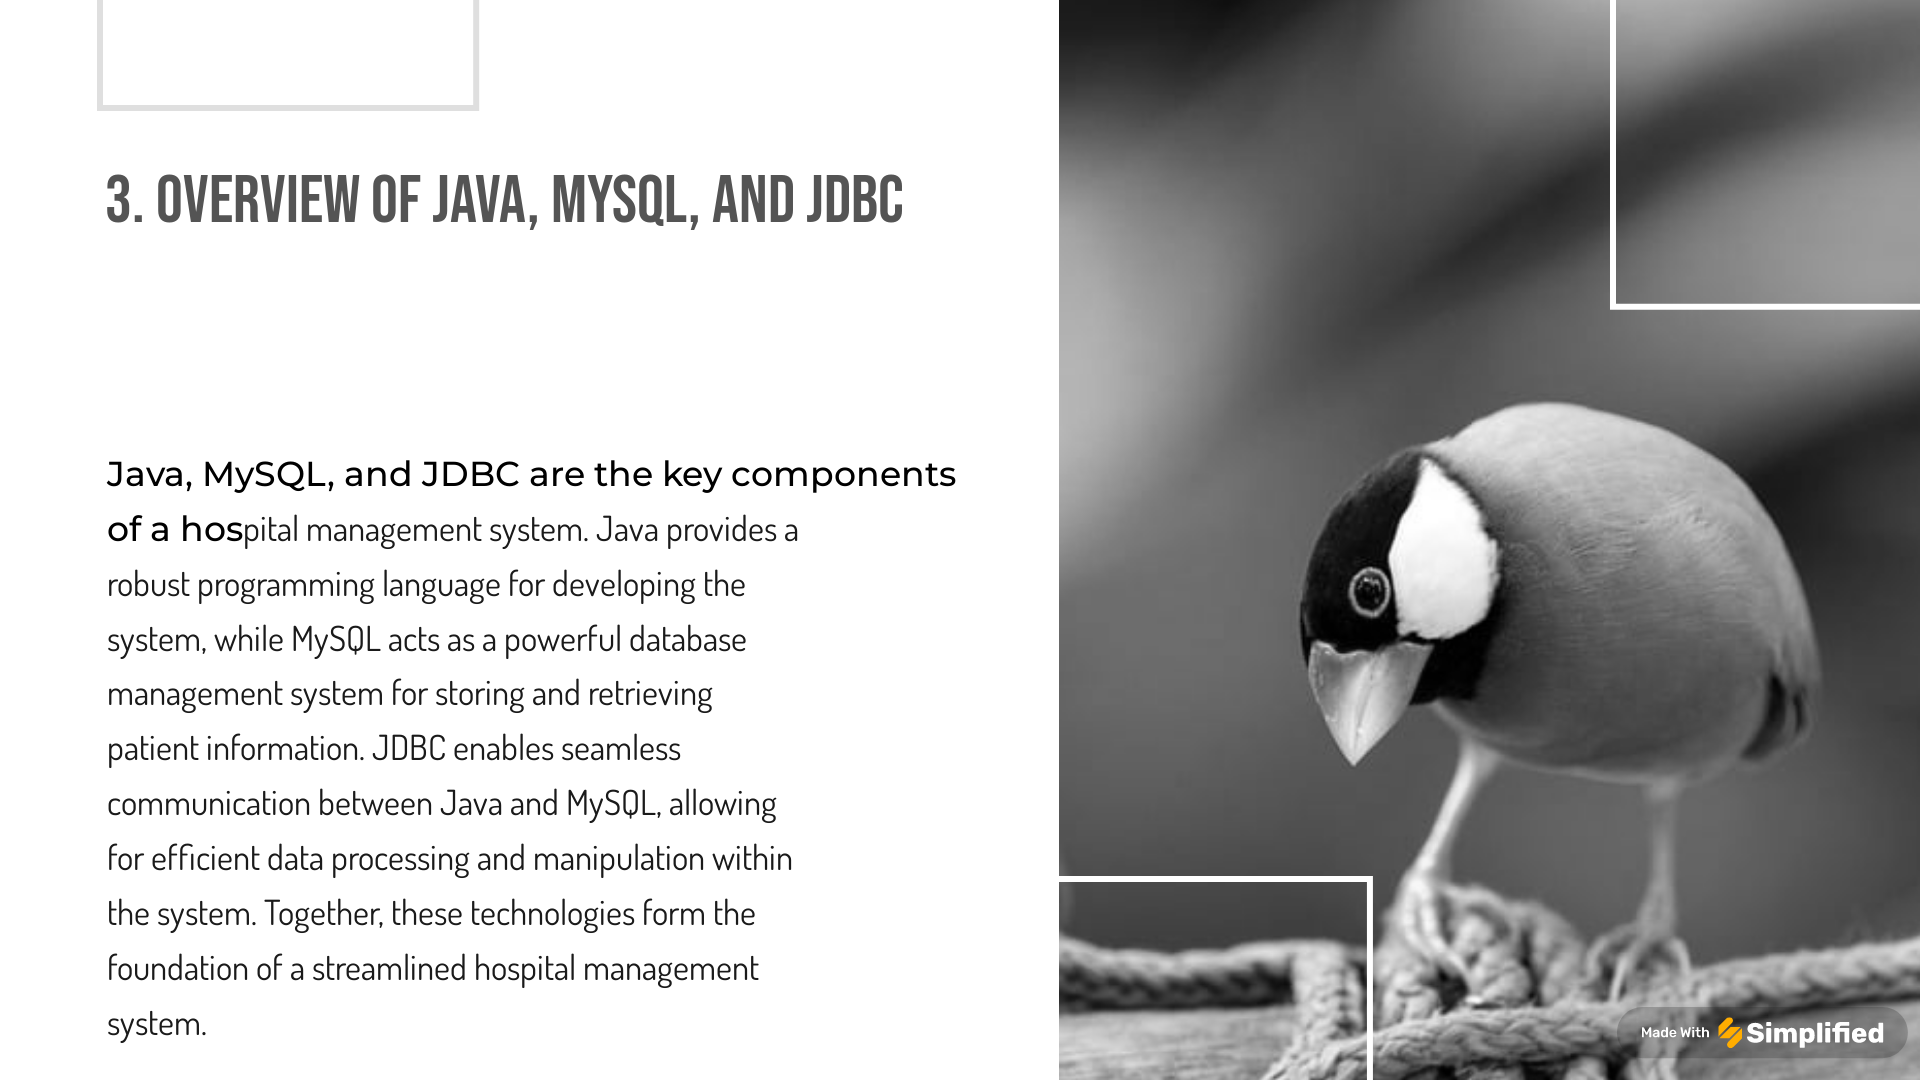 3. OVERVIEW OF JAVA, MYSQL, AND JDBC
Java, MySQL, and JDBC are the key components
of a hospital management system. Java provides a
robust programming language for developing the
system, while MySQL acts as a powerful database
management system for storing and retrieving
patient information. JDBC enables seamless
communication between Java and MySQL, allowing
for efficient data processing and manipulation within
the system. Together, these technologies form the
foundation of a streamlined hospital management
system.
Made With Simplified